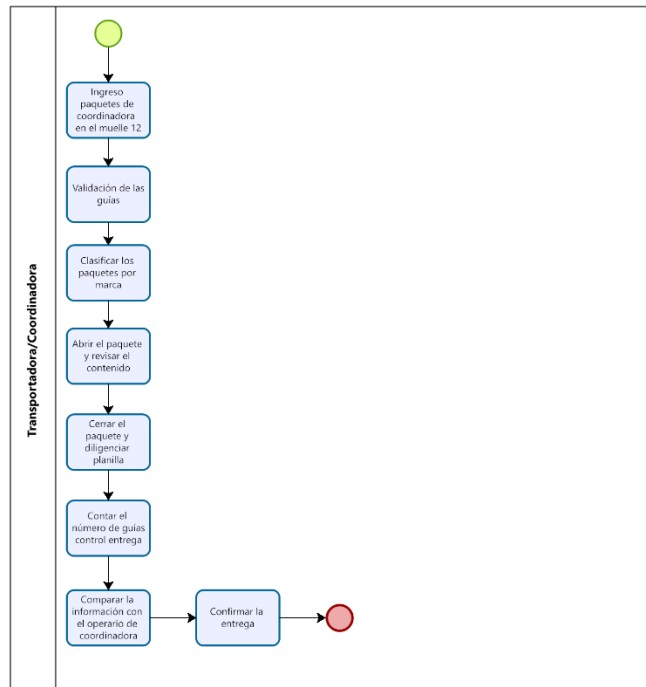 Transportadora/Coordinadora
Ingreso
paquetes de
coordinadora
en el muelle 12
Validación de las
guías
Clasificar los
paquetes por
marca
Abrir el paquete
y revisar el
contenido
Cerrar el
paquete y
diligenciar
planilla
Contar el
número de guías
control entrega
Comparar la
información con
el operario de
coordinadora
Confirmar la
entrega